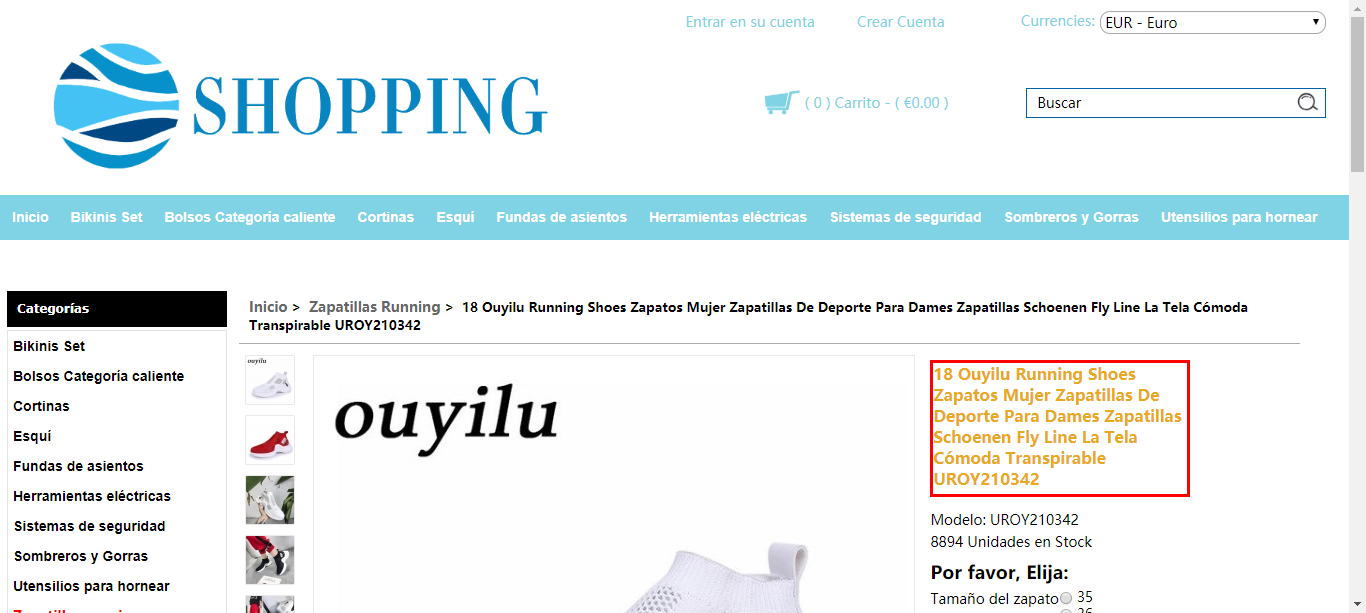 Entrar en su cuenta
Crear Cuenta
Currencies: EUR - Euro
SHOPPING
( 0 ) Carrito - ( €0.00 )
Buscar
Inicio Bikinis Set Bolsos Categoría caliente Cortinas Esquí Fundas de asientos Herramientas eléctricas Sistemas de seguridad Sombreros y Gorras Utensilios para hornear
Categorías
Bikinis Set
Bolsos Categoría caliente
Cortinas
Esquí
Fundas de asientos
Herramientas eléctricas
Sistemas de seguridad
Sombreros y Gorras
Utensilios para hornear
Inicio > Zapatillas Running > 18 Ouyilu Running Shoes Zapatos Mujer Zapatillas De Deporte Para Dames Zapatillas Schoenen Fly Line La Tela Cómoda
Transpirable UROY210342
ouyilu
ouyilu
18 Ouyilu Running Shoes
Zapatos Mujer Zapatillas De
Deporte Para Dames Zapatillas
Schoenen Fly Line La Tela
Cómoda Transpirable
UROY210342
Modelo: UROY210342
8894 Unidades en Stock
Por favor, Elija:
Tamaño del zapato 35